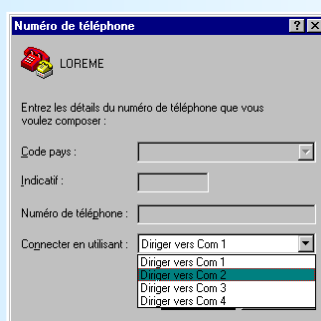 Numéro de téléphone
LOREME
Entrez les détails du numéro de téléphone que vous
voulez composer :
Code pays :
Indicatif :
Numéro de téléphone :
Connecter en utilisant : Diriger vers Com 1
Diriger vers Com 1
Diriger vers Com 2
Diriger vers Com 3
Diriger vers Com 4